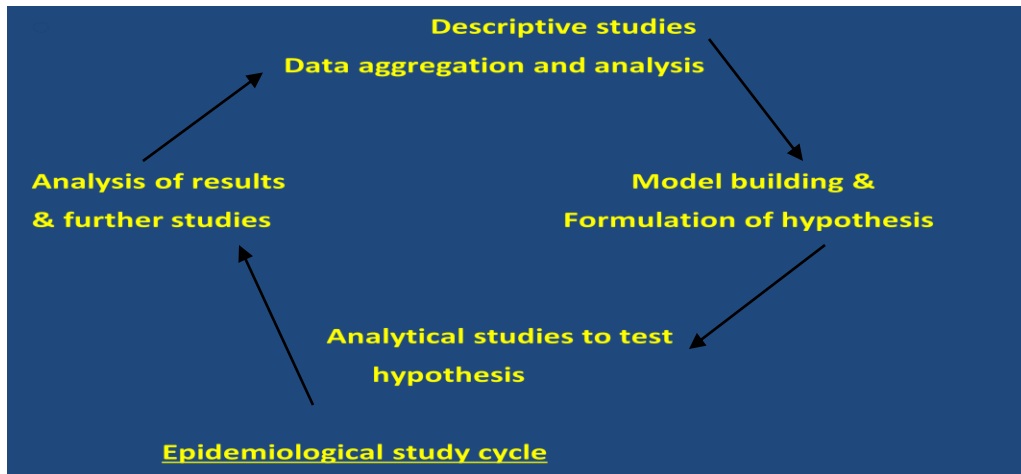 Descriptive studies
Data aggregation and analysis
Model building &
Formulation of hypothesis
Analytical studies to test
hypothesis
Analysis of results
& further studies
Epidemiological study cycle